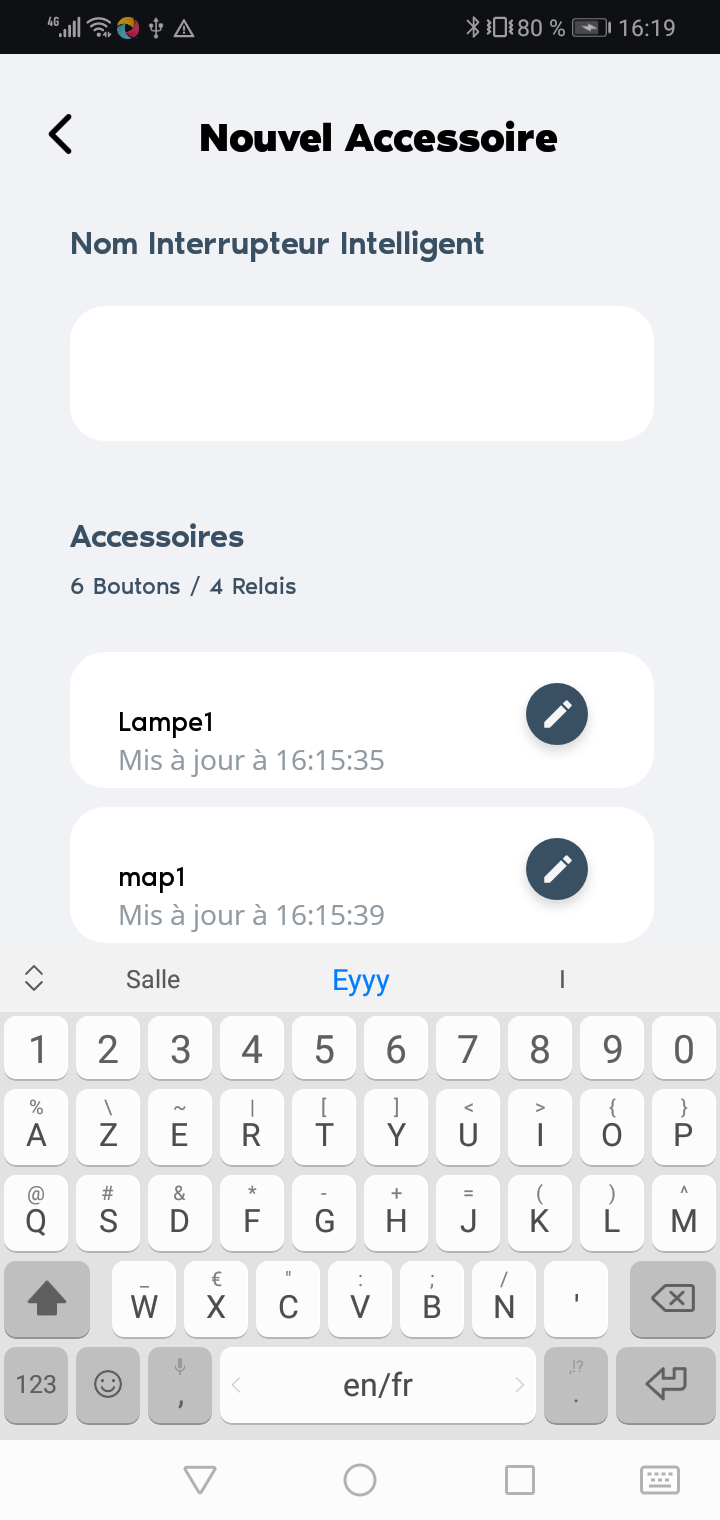 4G 80 % 16:19
Nouvel Accessoire
Nom Interrupteur Intelligent
Accessoires
6 Boutons / 4 Relais
Lampe1
Mis à jour à 16:15:35
map1
Mis à jour à 16:15:39
Salle Eyyy I
1 2 3 4 5 6 7 8 9 0
% \ ~ | [ ] < > { }
A Z E R T Y U I O P
@ # & * - + = ( ) ^
Q S D F G H J K L M
_ € " : ; /
W X C V B N '
,!?
123 , en/fr .